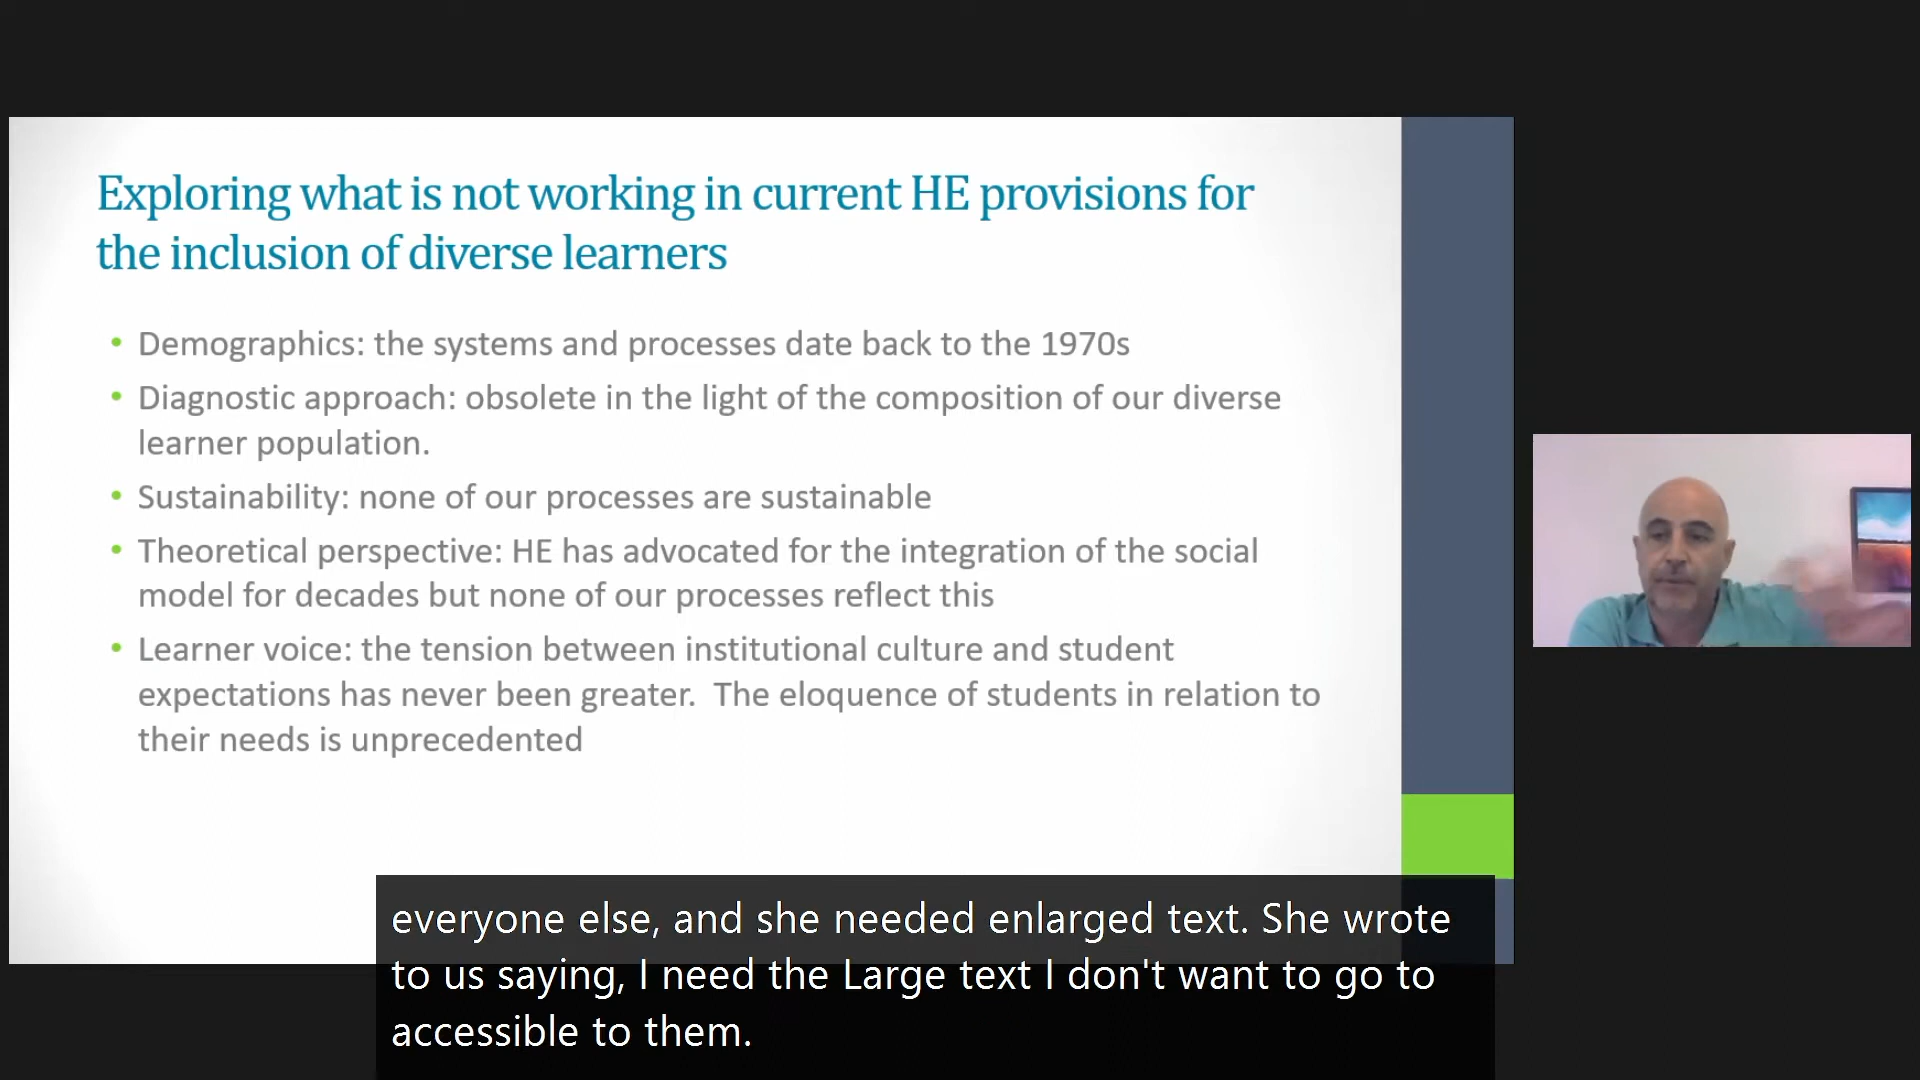 Exploring what is not working in current HE provisions for
the inclusion of diverse learners
• Demographics: the systems and processes date back to the 1970s
• Diagnostic approach: obsolete in the light of the composition of our diverse
learner population.
• Sustainability: none of our processes are sustainable
• Theoretical perspective: HE has advocated for the integration of the social
model for decades but none of our processes reflect this
• Learner voice: the tension between institutional culture and student
expectations has never been greater.  The eloquence of students in relation to
their needs is unprecedented
everyone else, and she needed enlarged text. She wrote
to us saying, I need the Large text I don't want to go to
accessible to them.